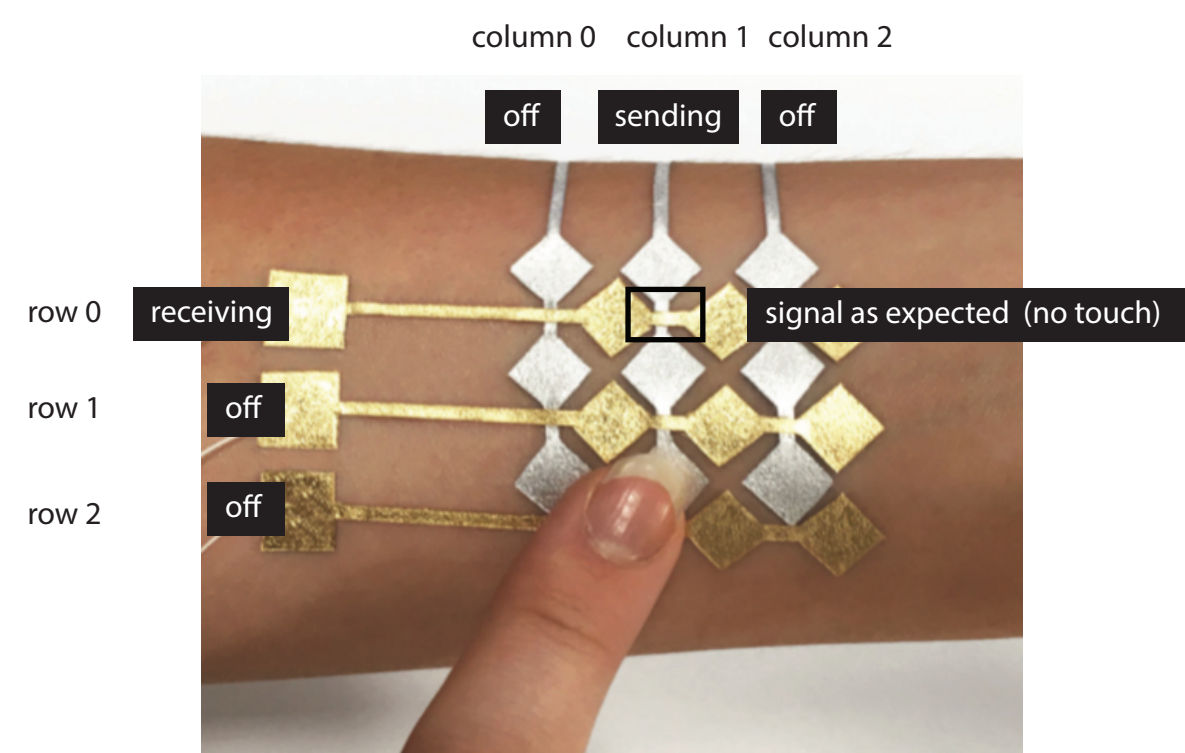 column 0 column 1 column 2
off sending off
row 0 receiving signal as expected (no touch)
row 1 off
row 2 off